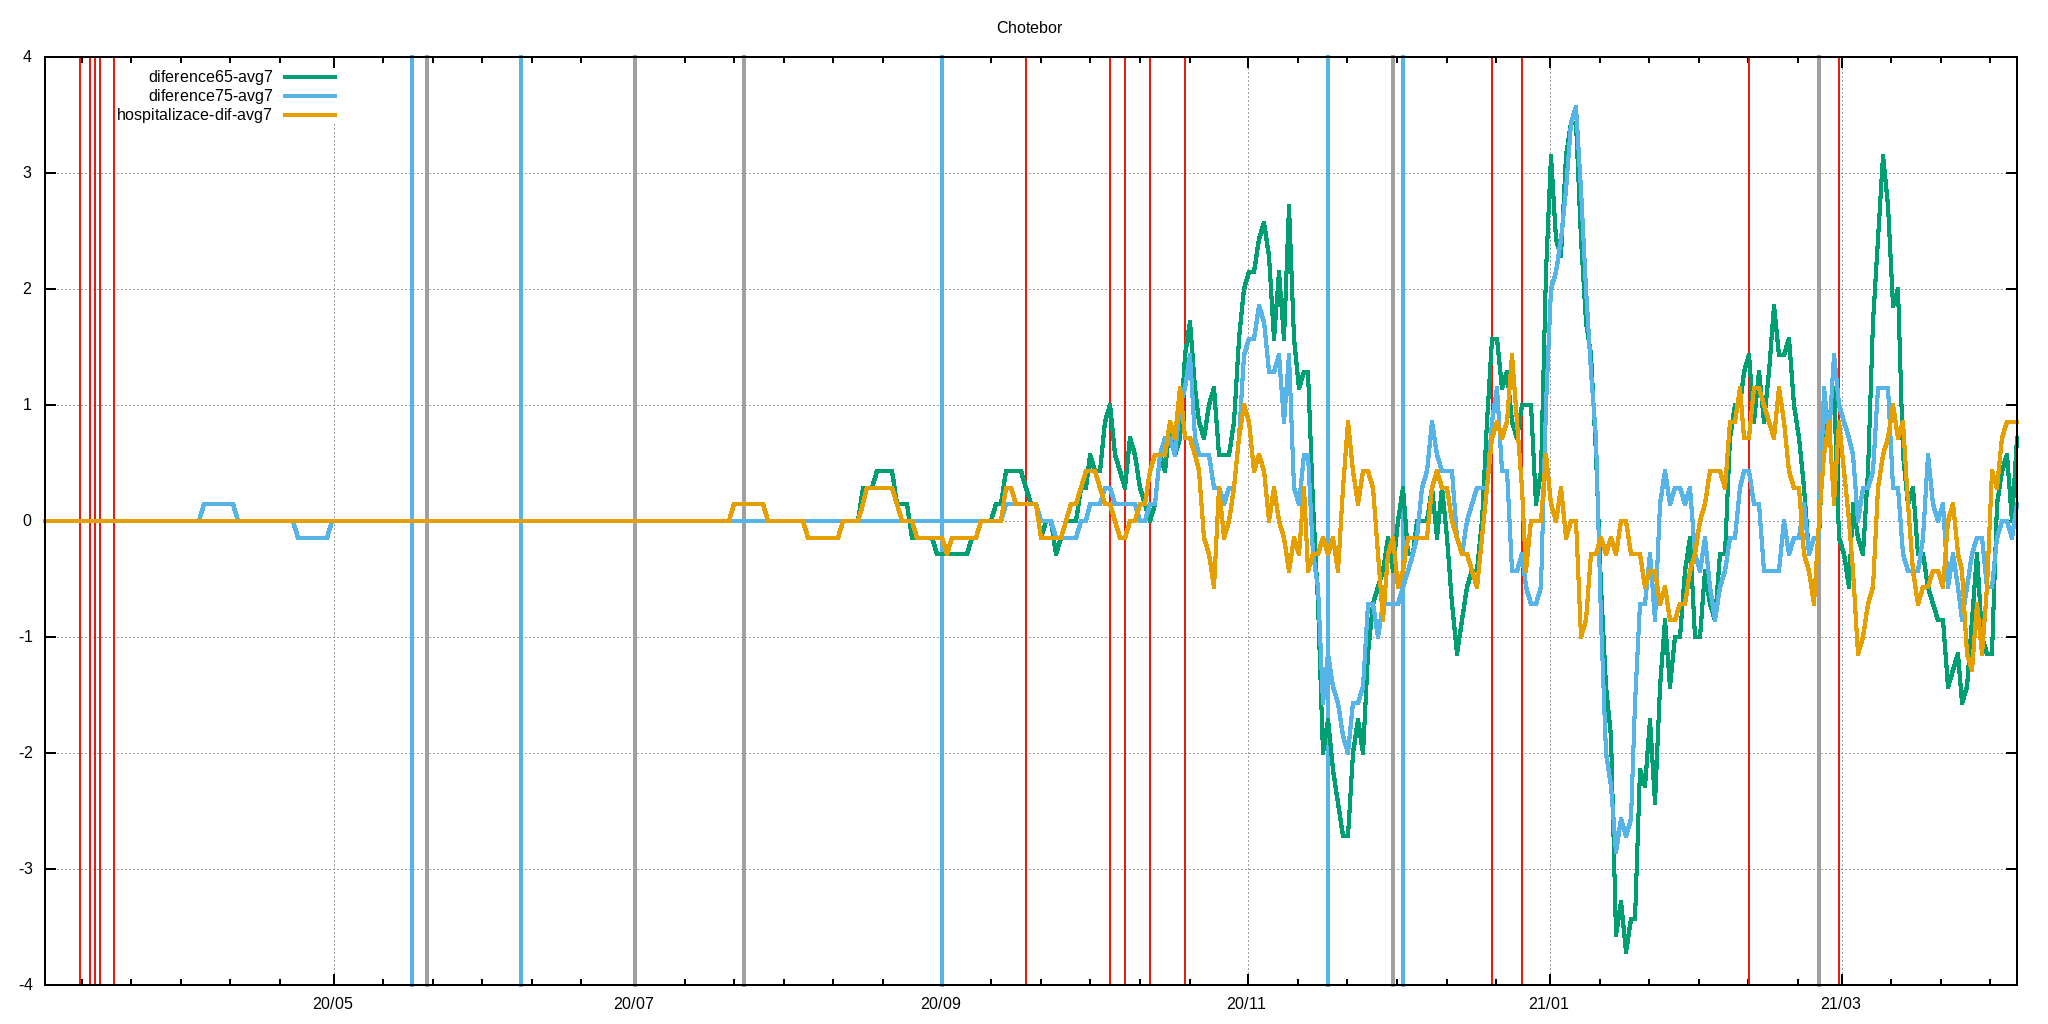 Chotebor
4
diference65-avg7
diference75-avg7
hospitalizace-dif-avg7
3
2
1
0
-1
-2
-3
-4
20/05 20/07 20/09 20/11 21/01 21/03